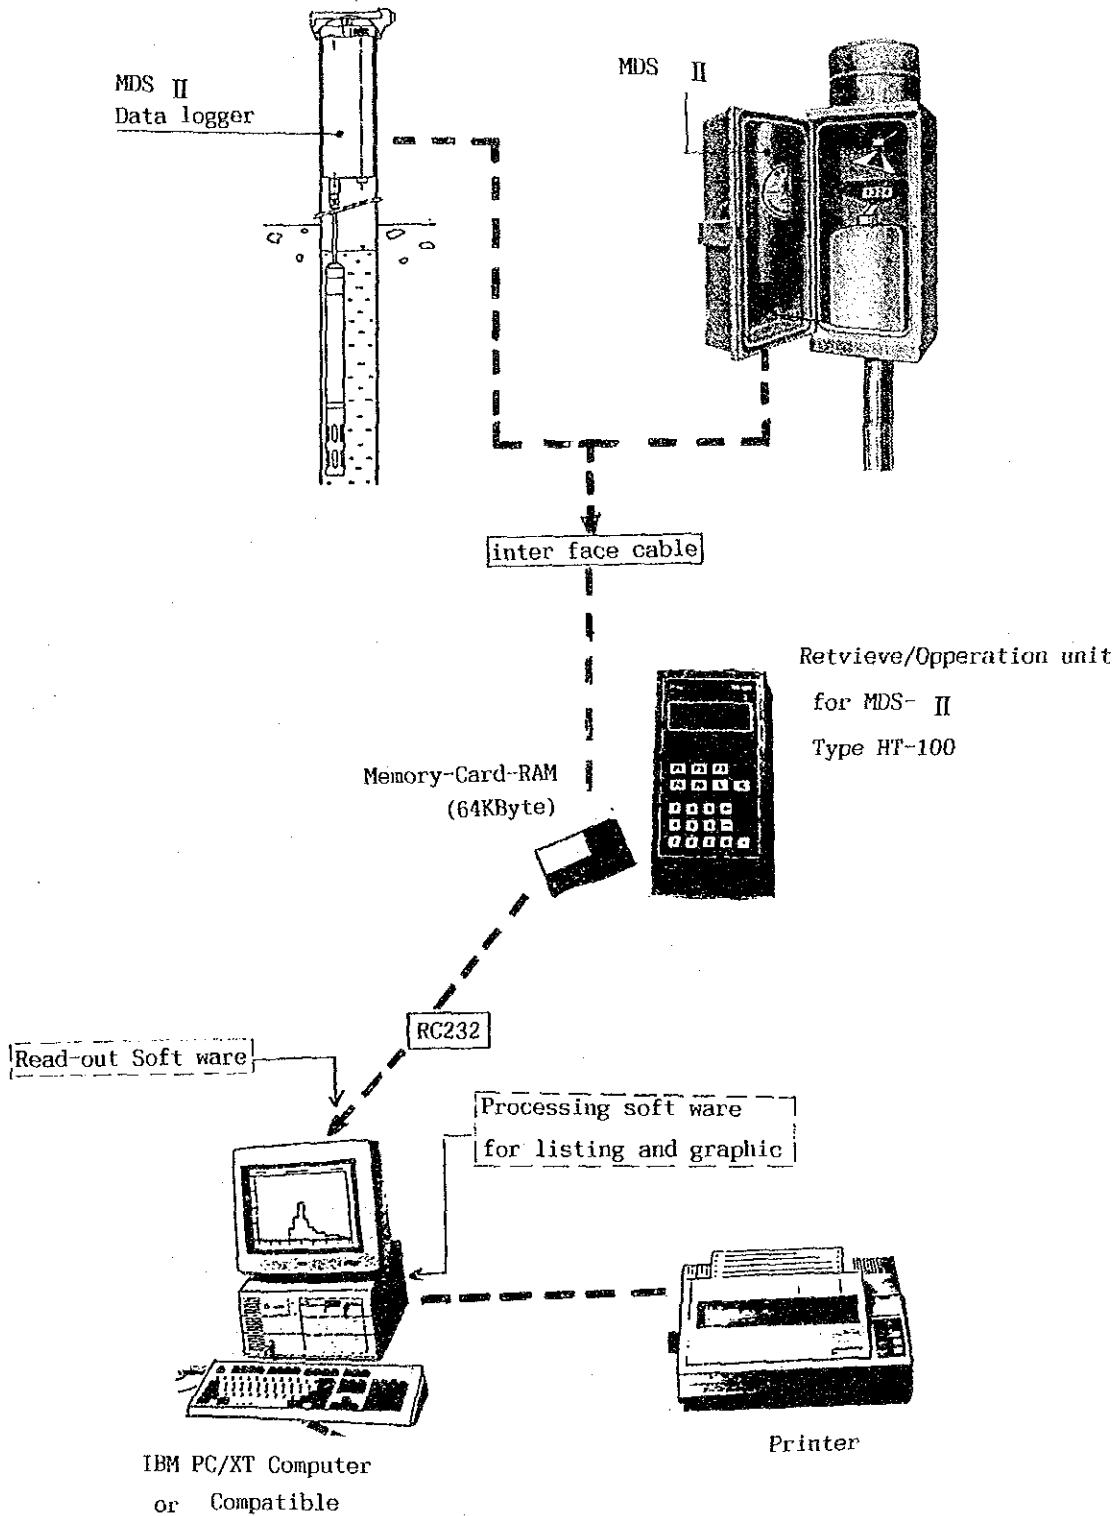 MDS II
Data logger
MDS II
inter face cable
Retvieve/Opperation unit
for MDS- II
Type HT-100
Memory-Card-RAM
(64KByte)
RC232
Read-out Soft ware
Processing soft ware
for listing and graphic
Printer
IBM PC/XT Computer
or Compatible